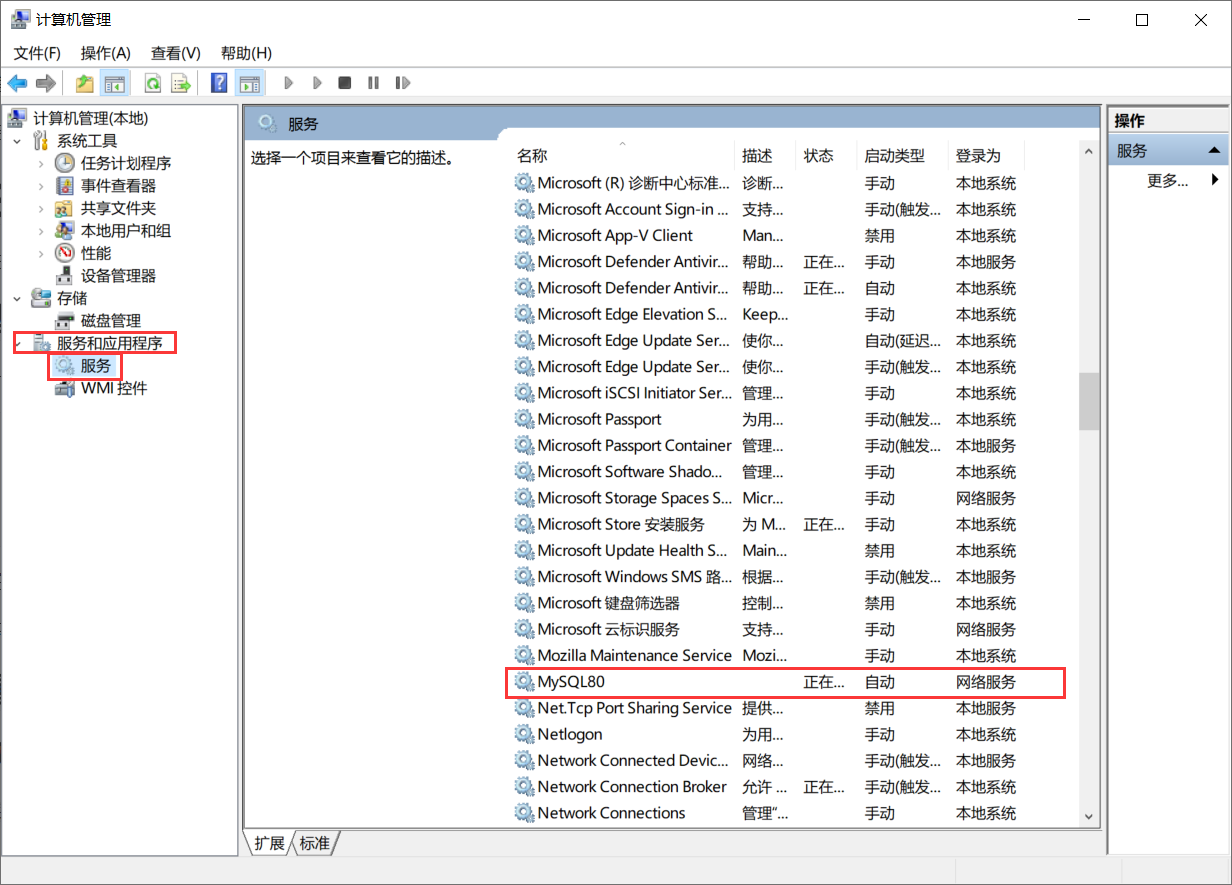 计算机管理
文件(F) 操作(A) 查看(V) 帮助(H)
计算机管理(本地)
系统工具
任务计划程序
事件查看器
共享文件夹
本地用户和组
性能
设备管理器
存储
磁盘管理
服务和应用程序
服务
WMI 控件
服务
选择一个项目来查看它的描述。
名称 描述 状态 启动类型 登录为
Microsoft (R) 诊断中心标准... 诊断... 手动 本地系统
Microsoft Account Sign-in ... 支持... 手动(触发... 本地系统
Microsoft App-V Client Man... 禁用 本地系统
Microsoft Defender Antivir... 帮助... 正在... 手动 本地服务
Microsoft Defender Antivir... 帮助... 正在... 自动 本地系统
Microsoft Edge Elevation S... Keep... 手动 本地系统
Microsoft Edge Update Ser... 使你... 自动(延迟... 本地系统
Microsoft Edge Update Ser... 使你... 手动(触发... 本地系统
Microsoft iSCSI Initiator Ser... 管理... 手动 本地系统
Microsoft Passport 为用... 手动(触发... 本地系统
Microsoft Passport Container 管理... 手动(触发... 本地服务
Microsoft Software Shado... 管理... 手动 本地系统
Microsoft Storage Spaces S... Micr... 手动 网络服务
Microsoft Store 安装服务 为 M... 正在... 手动 本地系统
Microsoft Update Health S... Main... 禁用 本地系统
Microsoft Windows SMS 路... 根据... 手动(触发... 本地服务
Microsoft 键盘筛选器 控制... 禁用 本地系统
Microsoft 云标识服务 支持... 手动 网络服务
Mozilla Maintenance Service Mozi... 手动 本地系统
MySQL80 正在... 自动 网络服务
Net.Tcp Port Sharing Service 提供... 禁用 本地服务
Netlogon 为用... 手动 本地系统
Network Connected Devic... 网络... 手动(触发... 本地服务
Network Connection Broker 允许 ... 正在... 手动(触发... 本地系统
Network Connections 管理“... 手动 本地系统
扩展 标准
操作
服务
更多...